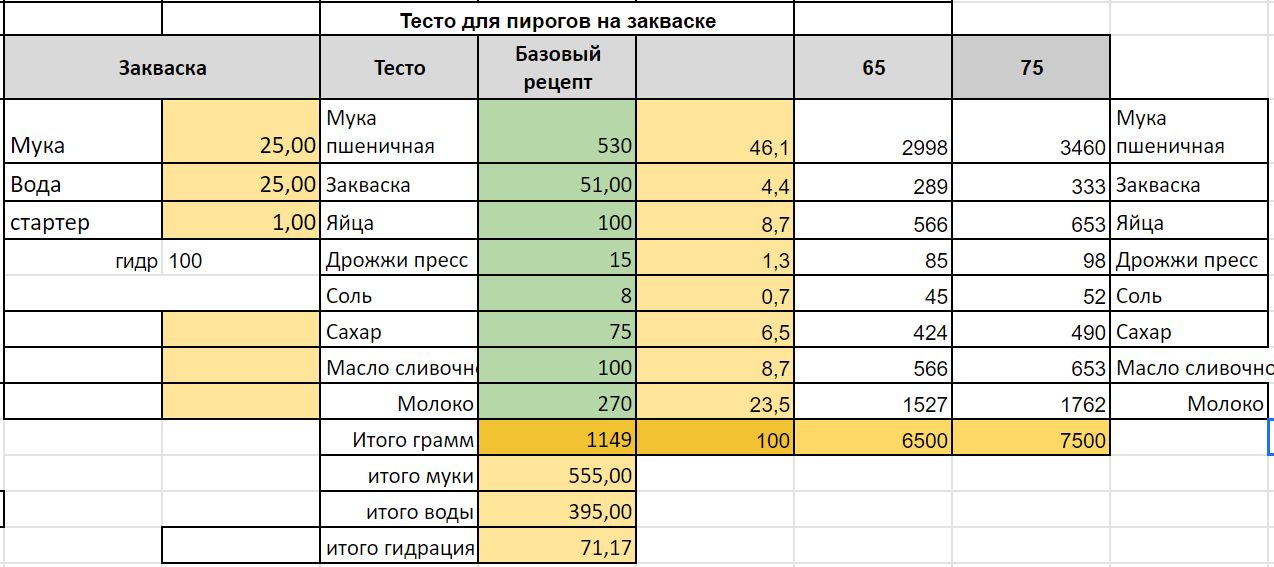 Тесто для пирогов на закваске
Закваска Тесто Базовый рецепт 65 75
Мука 25,00 Мука пшеничная 530 46,1 2998 3460 Мука пшеничная
Вода 25,00 Закваска 51,00 4,4 289 333 Закваска
стартер 1,00 Яйца 100 8,7 566 653 Яйца
гидр 100 Дрожжи пресс 15 1,3 85 98 Дрожжи пресс
Соль 8 0,7 45 52 Соль
Сахар 75 6,5 424 490 Сахар
Масло сливочн 100 8,7 566 653 Масло сливочно
Молоко 270 23,5 1527 1762 Молоко
Итого грамм 1149 100 6500 7500
итого муки 555,00
итого воды 395,00
итого гидрация 71,17